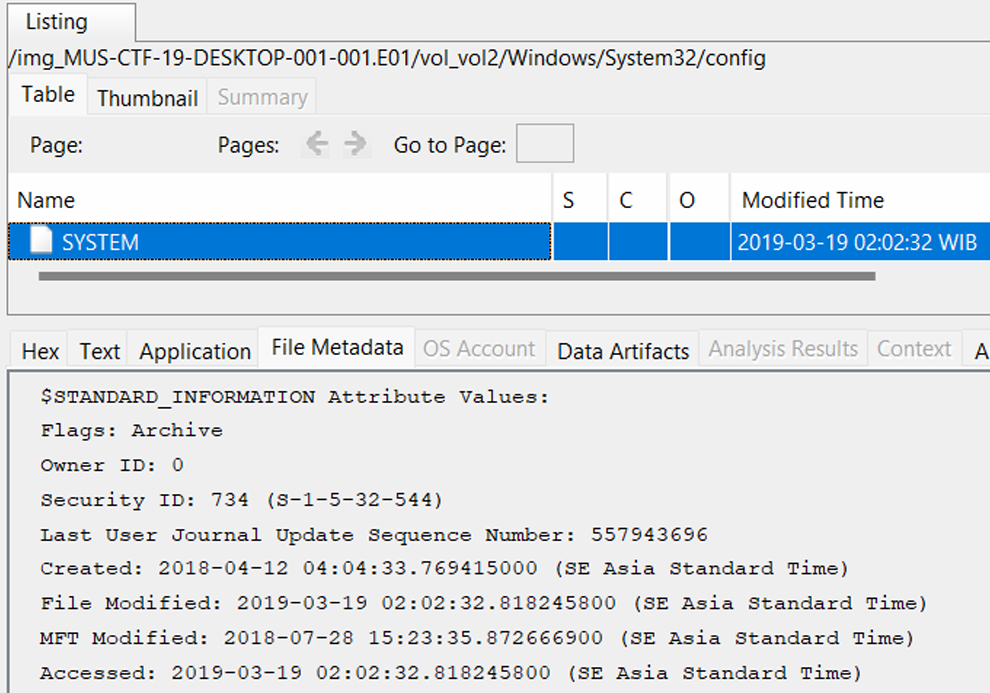 Listing
/img_MUS-CTF-19-DESKTOP-001-001.E01/vol_vol2/Windows/System32/config
Table Thumbnail Summary
Page: Pages: Go to Page:
Name S C O Modified Time
SYSTEM 2019-03-19 02:02:32 WIB
Hex Text Application File Metadata OS Account Data Artifacts Analysis Results Context A
$STANDARD_INFORMATION Attribute Values:
Flags: Archive
Owner ID: 0
Security ID: 734 (S-1-5-32-544)
Last User Journal Update Sequence Number: 557943696
Created: 2018-04-12 04:04:33.769415000 (SE Asia Standard Time)
File Modified: 2019-03-19 02:02:32.818245800 (SE Asia Standard Time)
MFT Modified: 2018-07-28 15:23:35.872666900 (SE Asia Standard Time)
Accessed: 2019-03-19 02:02:32.818245800 (SE Asia Standard Time)